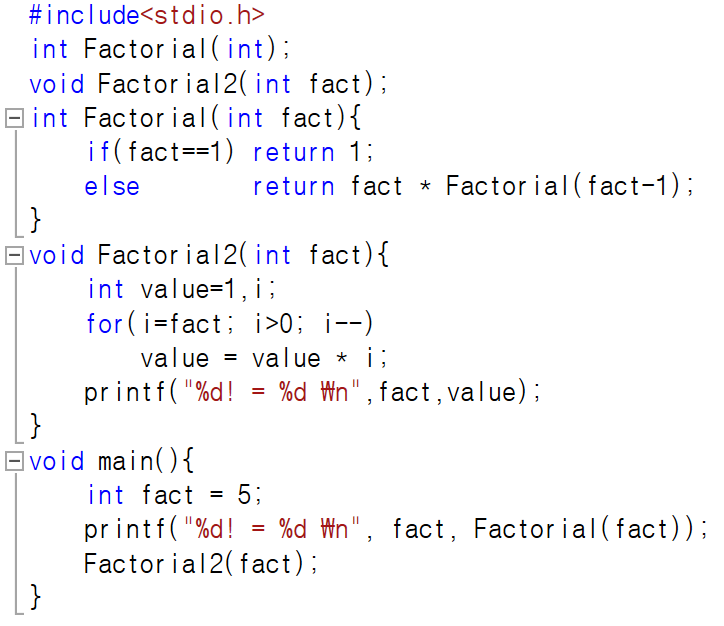 #include<stdio.h>
int Factorial(int);
void Factorial2(int fact);
int Factorial(int fact){
    if(fact==1) return 1;
    else        return fact * Factorial(fact-1);
}
void Factorial2(int fact){
    int value=1,i;
    for(i=fact; i>0; i--)
        value = value * i;
    printf("%d! = %d ₩n",fact,value);
}
void main(){
    int fact = 5;
    printf("%d! = %d ₩n", fact, Factorial(fact));
    Factorial2(fact);
}